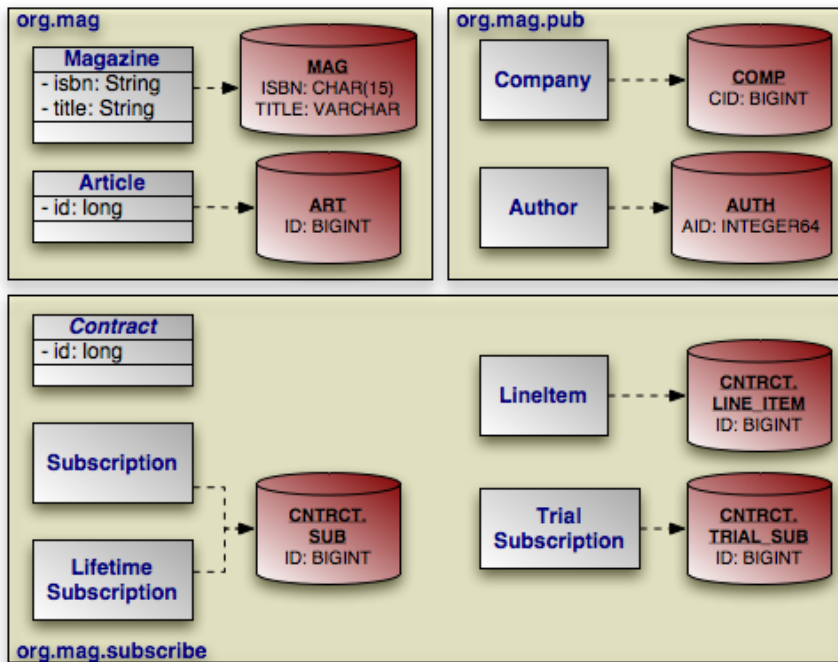 org.mag
Magazine
- isbn: String
- title: String
MAG
ISBN: CHAR(15)
TITLE: VARCHAR
Article
- id: long
ART
ID: BIGINT
org.mag.pub
Company
COMP
CID: BIGINT
Author
AUTH
AID: INTEGER64
Contract
- id: long
Subscription
Lifetime
Subscription
CNTRCT.
SUB
ID: BIGINT
LineItem
CNTRCT.
LINE_ITEM
ID: BIGINT
Trial
Subscription
CNTRCT.
TRIAL_SUB
ID: BIGINT
org.mag.subscribe